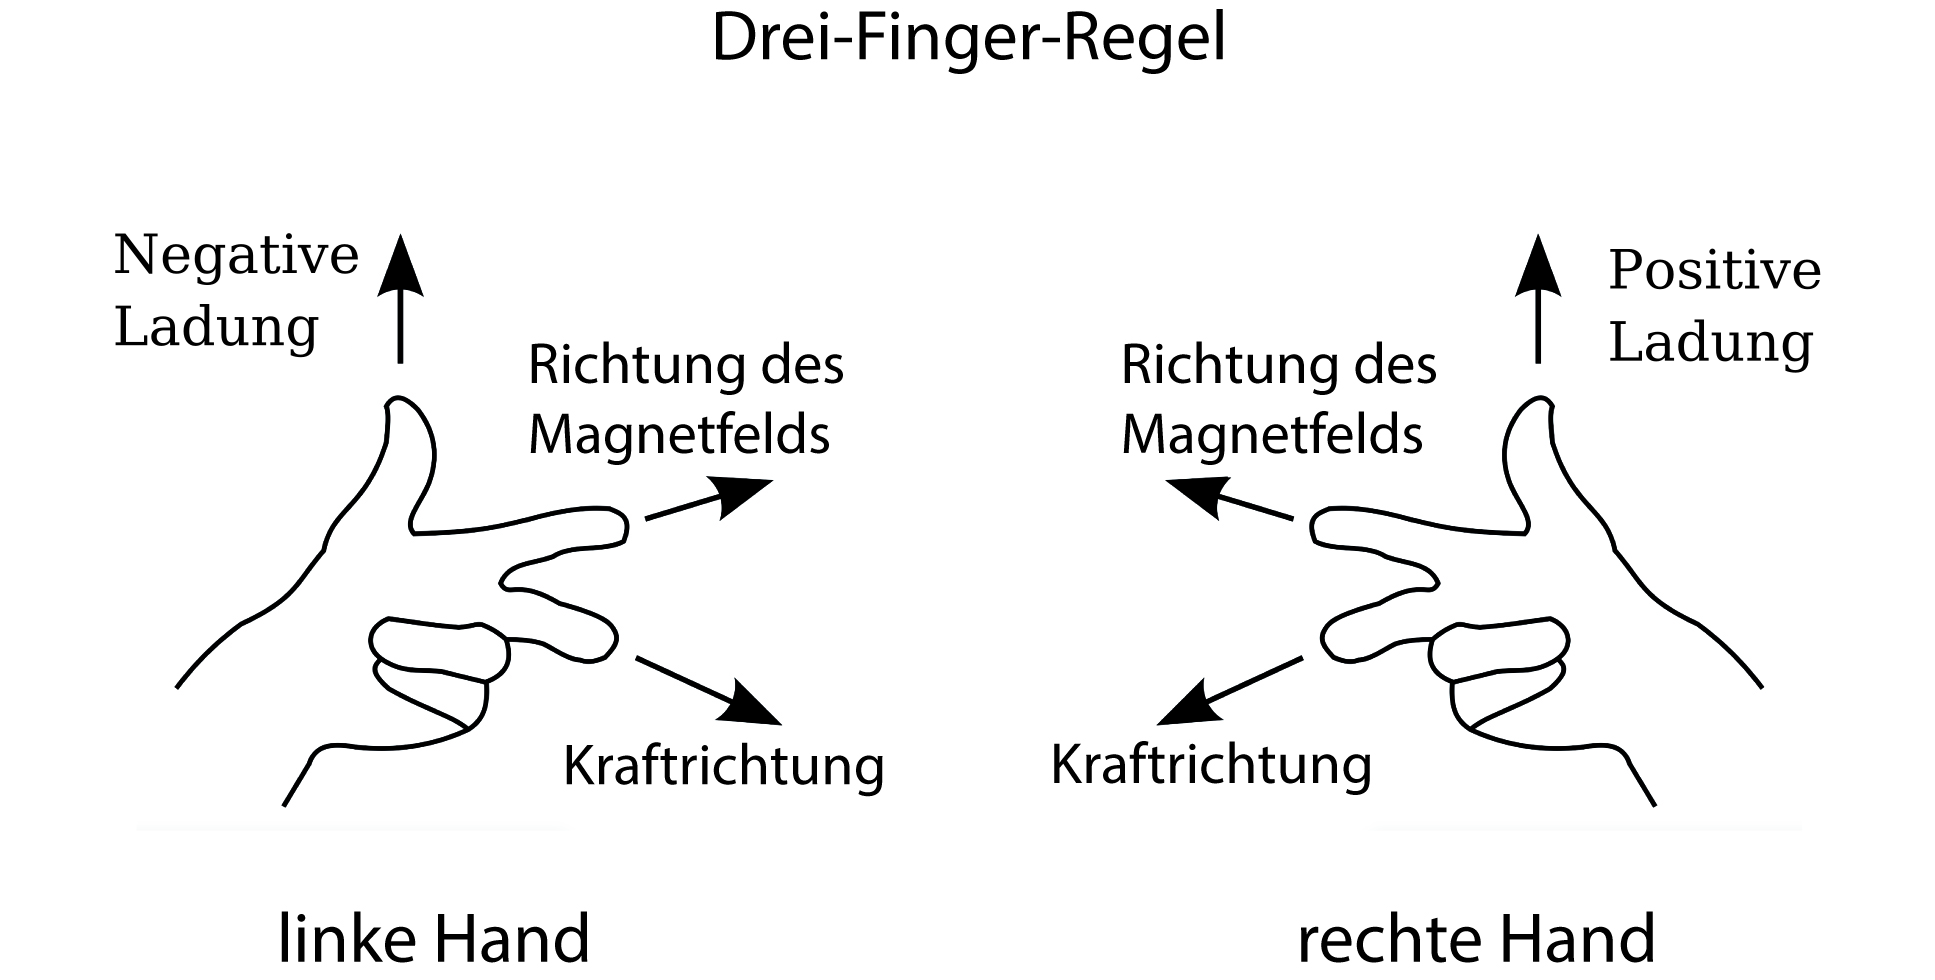 Drei-Finger-Regel
Negative
Ladung
Richtung des
Magnetfelds
Kraftrichtung
linke Hand
Positive
Ladung
Richtung des
Magnetfelds
Kraftrichtung
rechte Hand